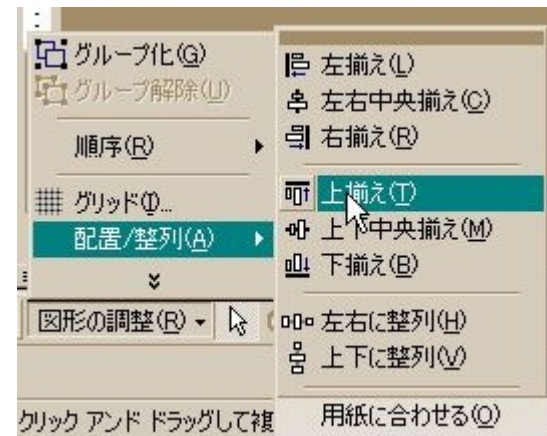 グループ化(G)
グループ解除(U)
順序(R)
グリッド(I)...
配置/整列(A)
図形の調整(R)
クリック アンド ドラッグして複
左揃え(L)
左右中央揃え(C)
右揃え(R)
上揃え(T)
上下中央揃え(M)
下揃え(B)
左右に整列(H)
上下に整列(V)
用紙に合わせる(O)